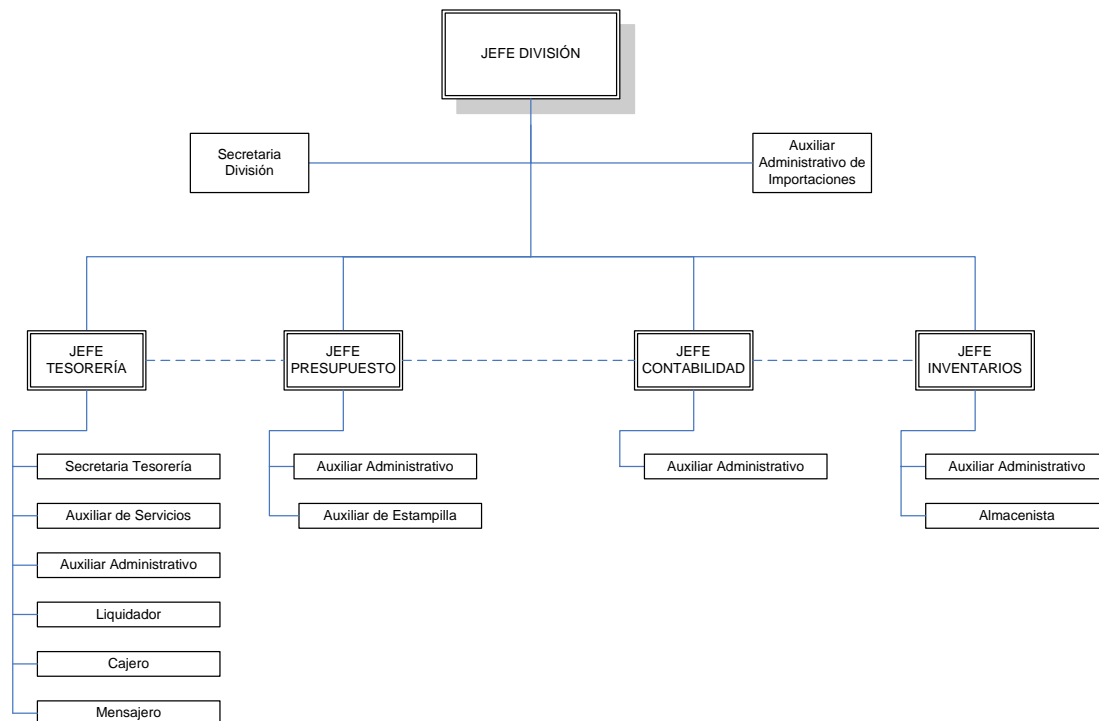 JEFE DIVISIÓN
Secretaria
División
Auxiliar
Administrativo de
Importaciones
JEFE
TESORERÍA
JEFE
PRESUPUESTO
JEFE
CONTABILIDAD
JEFE
INVENTARIOS
Secretaria Tesorería
Auxiliar de Servicios
Auxiliar Administrativo
Liquidador
Cajero
Mensajero
Auxiliar Administrativo
Auxiliar de Estampilla
Auxiliar Administrativo
Auxiliar Administrativo
Almacenista